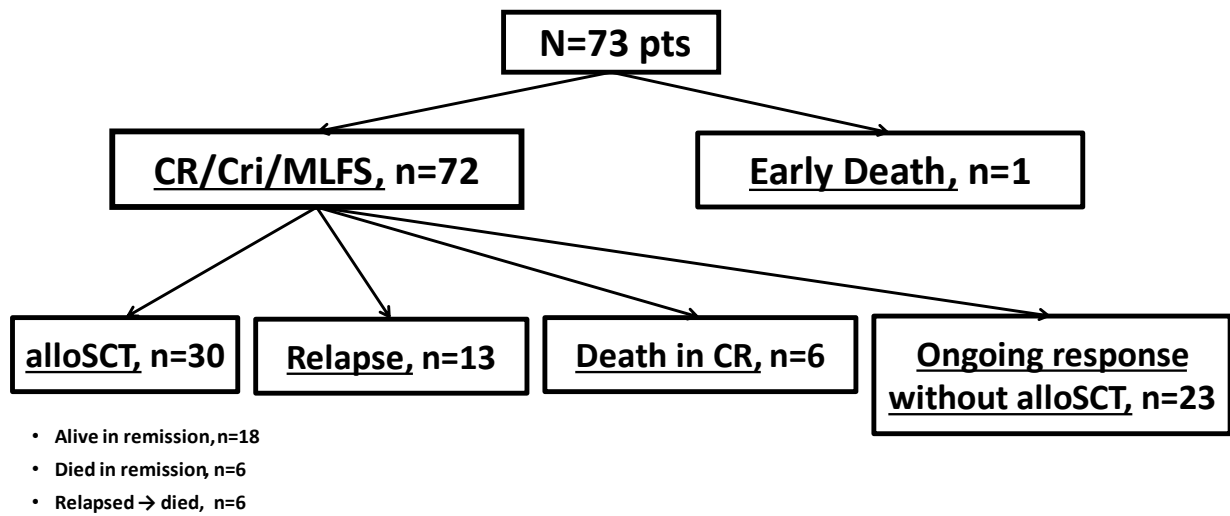 N=73 pts
CR/Cri/MLFS, n=72
Early Death, n=1
alloSCT, n=30
Relapse, n=13
Death in CR, n=6
Ongoing response
without alloSCT, n=23
• Alive in remission, n=18
• Died in remission, n=6
• Relapsed → died, n=6